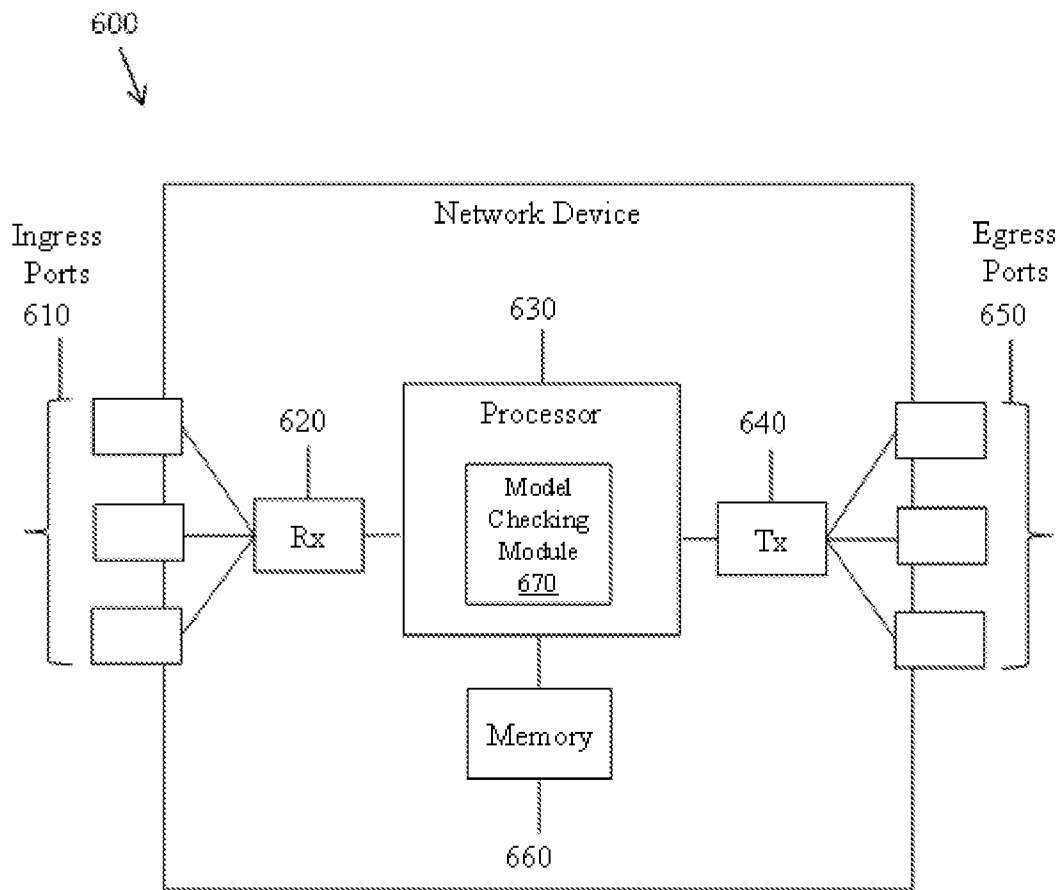 600
Network Device
Ingress
Ports
610
Egress
Ports
650
630
Processor
620
Rx
640
Tx
Model
Checking
Module
670
Memory
660